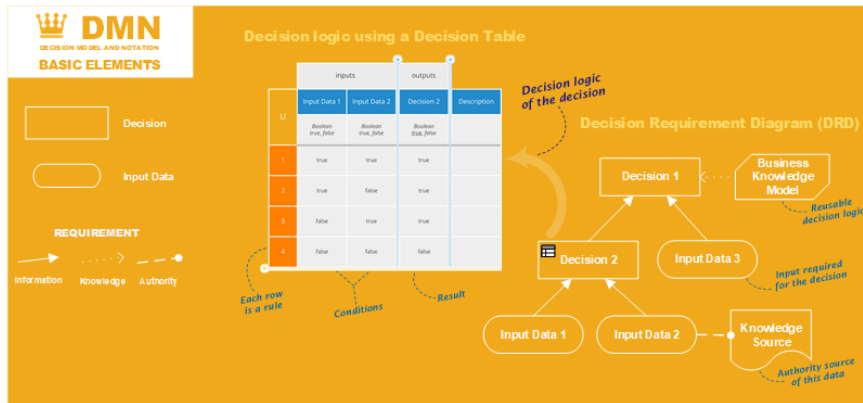 DMN
DECISION MODEL AND NOTATION
BASIC ELEMENTS
Decision
Input Data
REQUIREMENT
Information
Knowledge
Authority
Decision logic using a Decision Table
inputs
outputs
U
Input Data 1
Input Data 2
Decision 2
Description
Boolean
true, false
Boolean
true, false
Boolean
true, false
1
true
true
true
2
true
false
true
3
false
true
true
4
false
false
false
Each row
is a rule
Conditions
Result
Decision logic
of the decision
Decision Requirement Diagram (DRD)
Decision 1
Business
Knowledge
Model
Reusable
decision logic
Decision 2
Input Data 3
Input required
for the decision
Input Data 1
Input Data 2
Knowledge
Source
Authority source
of this data